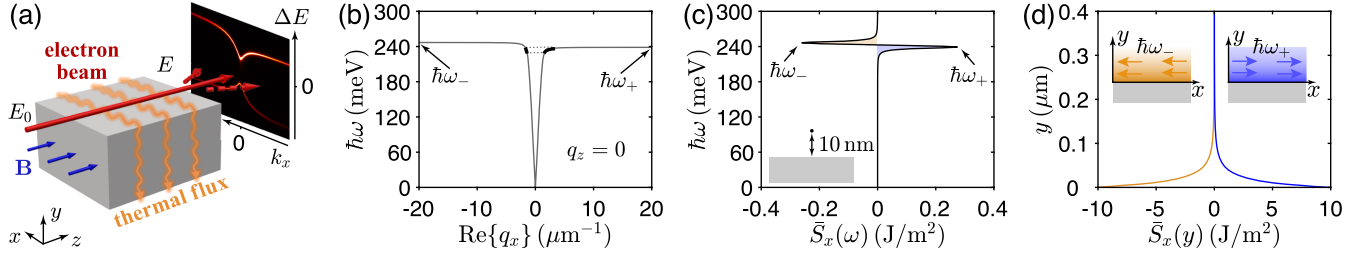 (a)
electron
beam
E
E₀
B
thermal flux
ΔE
0
0
kₓ
y
x
z
(b)
300
240
180
120
60
0
ħω (meV)
ħω₋
ħω₊
q_z = 0
-20
-10
0
10
20
Re{qₓ} (μm⁻¹)
(c)
300
240
180
120
60
0
ħω (meV)
ħω₋
ħω₊
10 nm
-0.4
-0.2
0
0.2
0.4
S̄ₓ(ω) (J/m²)
(d)
0.4
0.3
0.2
0.1
0
y (μm)
y
ħω₋
x
y
ħω₊
x
-10
-5
0
5
10
S̄ₓ(y) (J/m²)